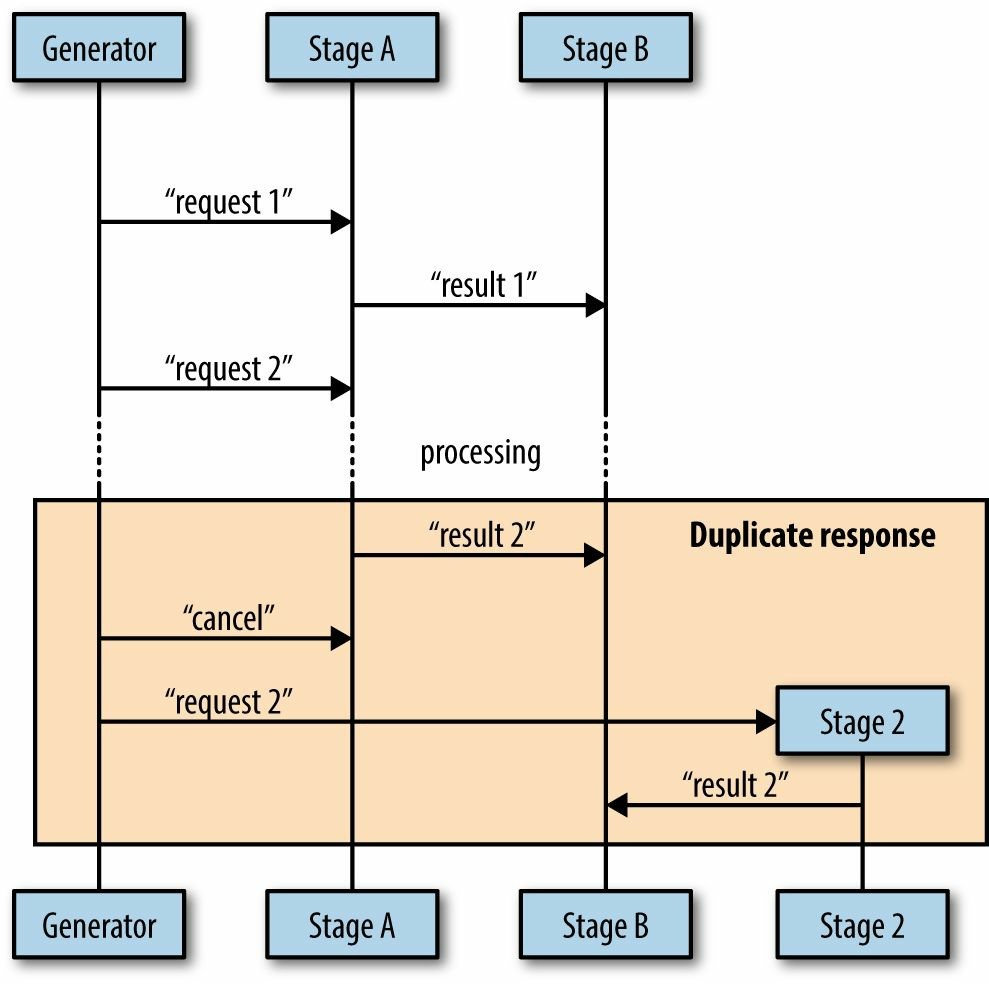 Generator
Stage A
Stage B
“request 1”
“result 1”
“request 2”
processing
“result 2”
Duplicate response
“cancel”
“request 2”
Stage 2
“result 2”
Generator
Stage A
Stage B
Stage 2